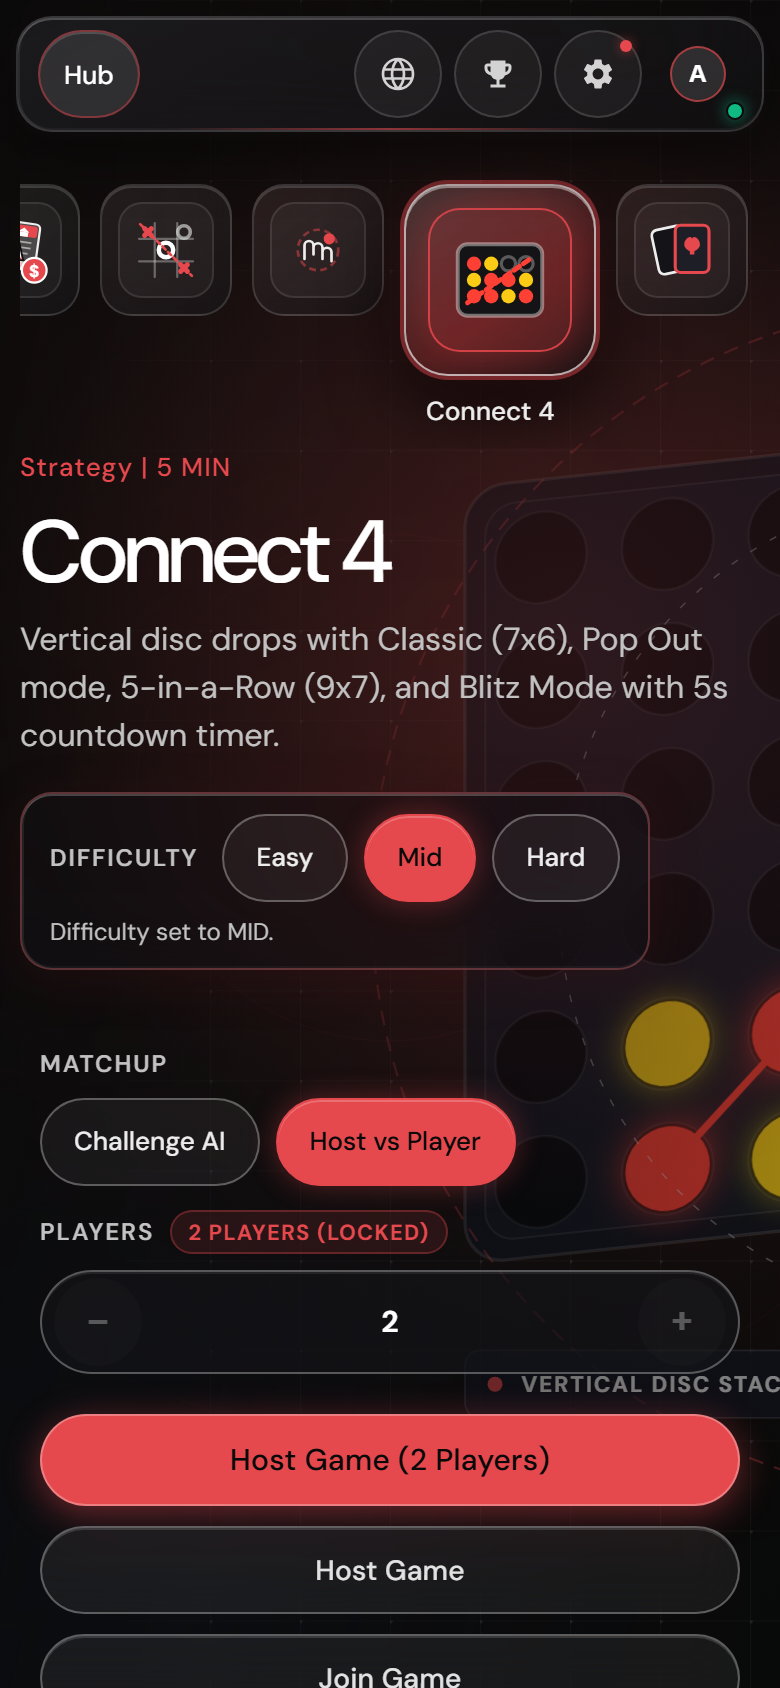 Hub
A
Connect 4
Strategy | 5 MIN
Connect 4
Vertical disc drops with Classic (7x6), Pop Out
mode, 5-in-a-Row (9x7), and Blitz Mode with 5s
countdown timer.
DIFFICULTY Easy Mid Hard
Difficulty set to MID.
MATCHUP
Challenge AI Host vs Player
PLAYERS 2 PLAYERS (LOCKED)
− 2 +
VERTICAL DISC STAC
Host Game (2 Players)
Host Game
Join Game